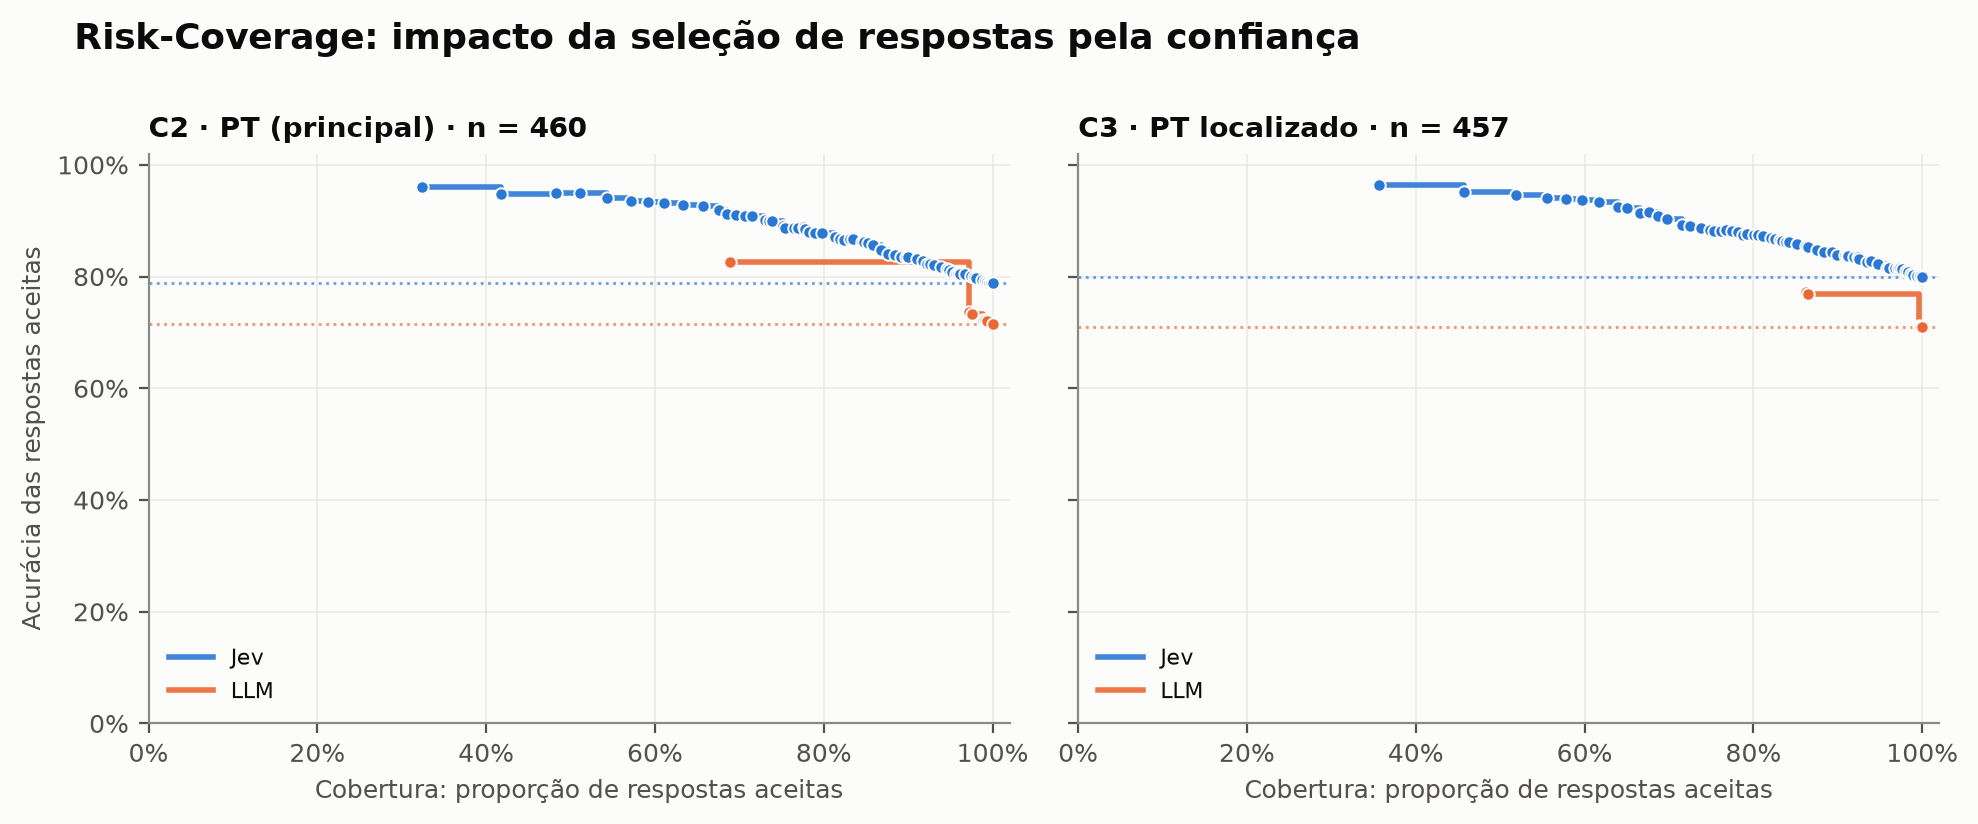 Risk-Coverage: impacto da seleção de respostas pela confiança
C2 · PT (principal) · n = 460
C3 · PT localizado · n = 457
Acurácia das respostas aceitas
100%
80%
60%
40%
20%
0%
Jev
LLM
Jev
LLM
0%
20%
40%
60%
80%
100%
0%
20%
40%
60%
80%
100%
Cobertura: proporção de respostas aceitas
Cobertura: proporção de respostas aceitas